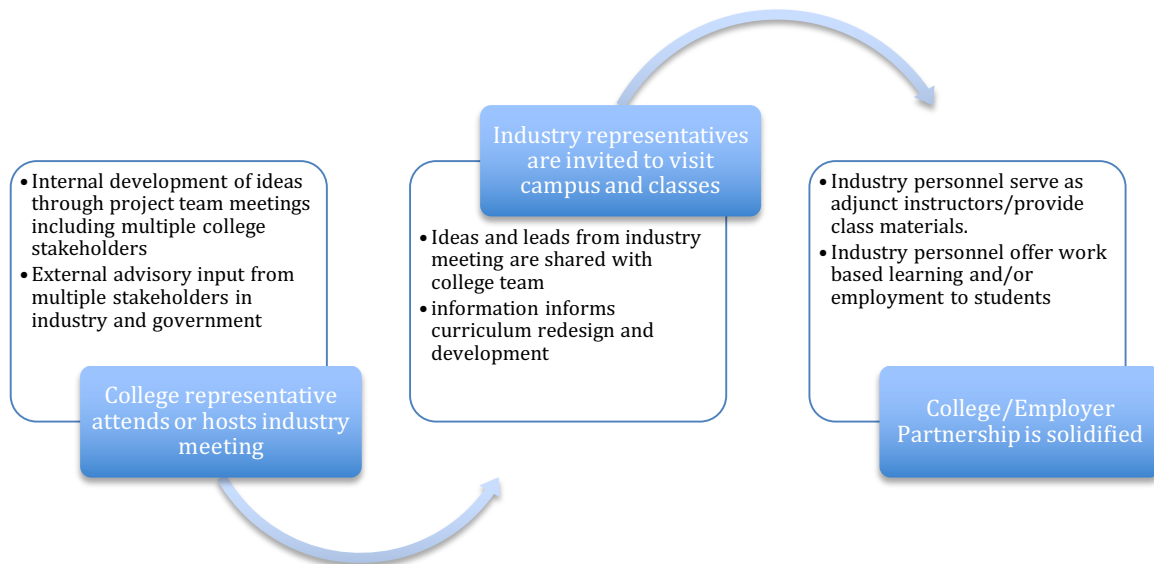 • Internal development of ideas
through project team meetings
including multiple college
stakeholders
• External advisory input from
multiple stakeholders in
industry and government
College representative
attends or hosts industry
meeting
Industry representatives
are invited to visit
campus and classes
• Ideas and leads from industry
meeting are shared with
college team
• information informs
curriculum redesign and
development
• Industry personnel serve as
adjunct instructors/provide
class materials.
• Industry personnel offer work
based learning and/or
employment to students
College/Employer
Partnership is solidified